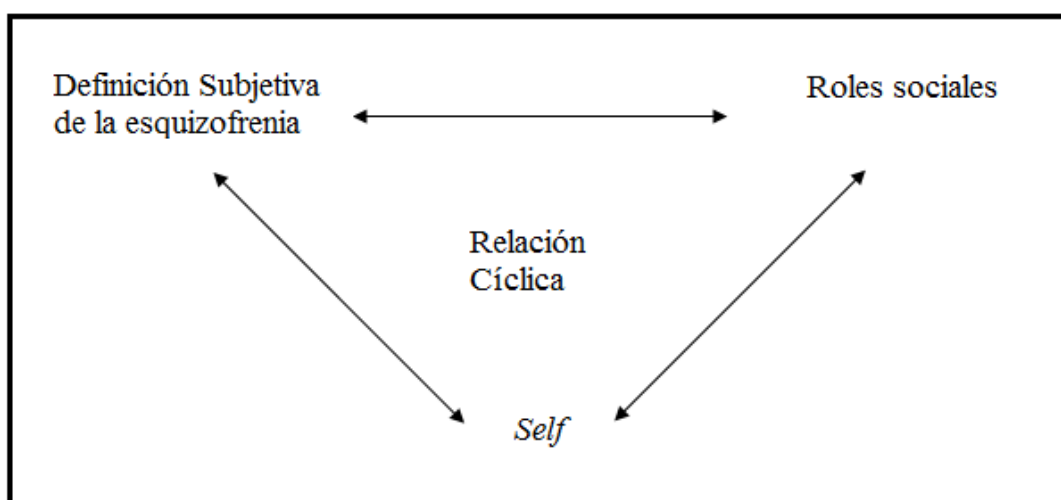 Definición Subjetiva
de la esquizofrenia
Roles sociales
Relación
Cíclica
Self